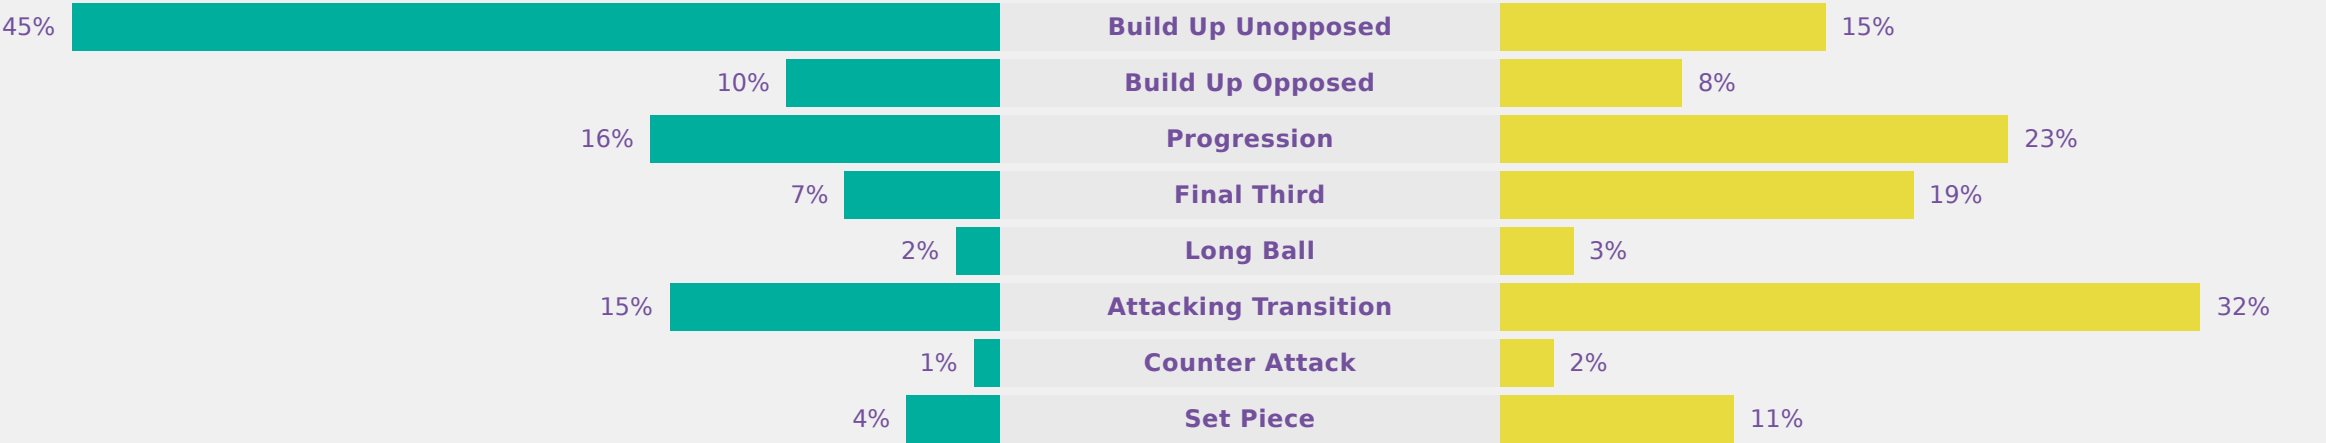 45% Build Up Unopposed 15%
10% Build Up Opposed 8%
16% Progression 23%
7% Final Third 19%
2% Long Ball 3%
15% Attacking Transition 32%
1% Counter Attack 2%
4% Set Piece 11%